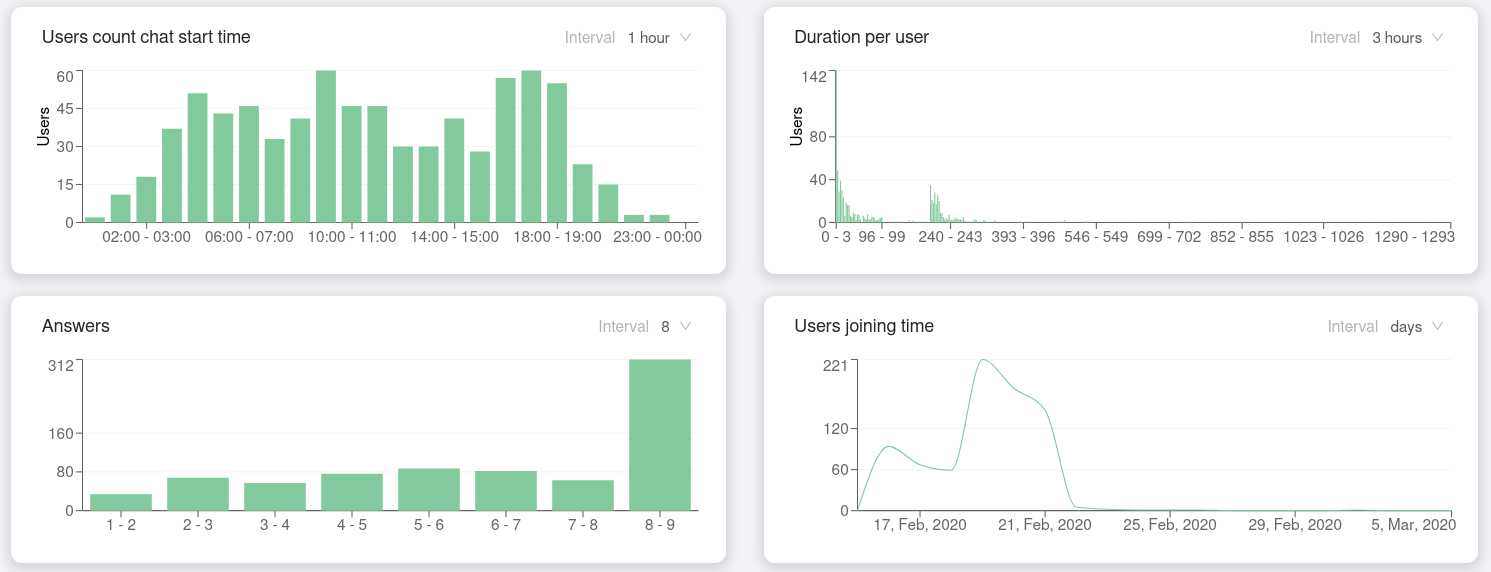 Users count chat start time
Interval 1 hour
Users
60
45
30
15
0
02:00 - 03:00 06:00 - 07:00 10:00 - 11:00 14:00 - 15:00 18:00 - 19:00 23:00 - 00:00
Duration per user
Interval 3 hours
Users
142
80
40
0
0 - 3 96 - 99 240 - 243 393 - 396 546 - 549 699 - 702 852 - 855 1023 - 1026 1290 - 1293
Answers
Interval 8
312
160
80
0
1 - 2 2 - 3 3 - 4 4 - 5 5 - 6 6 - 7 7 - 8 8 - 9
Users joining time
Interval days
221
120
60
0
17, Feb, 2020 21, Feb, 2020 25, Feb, 2020 29, Feb, 2020 5, Mar, 2020